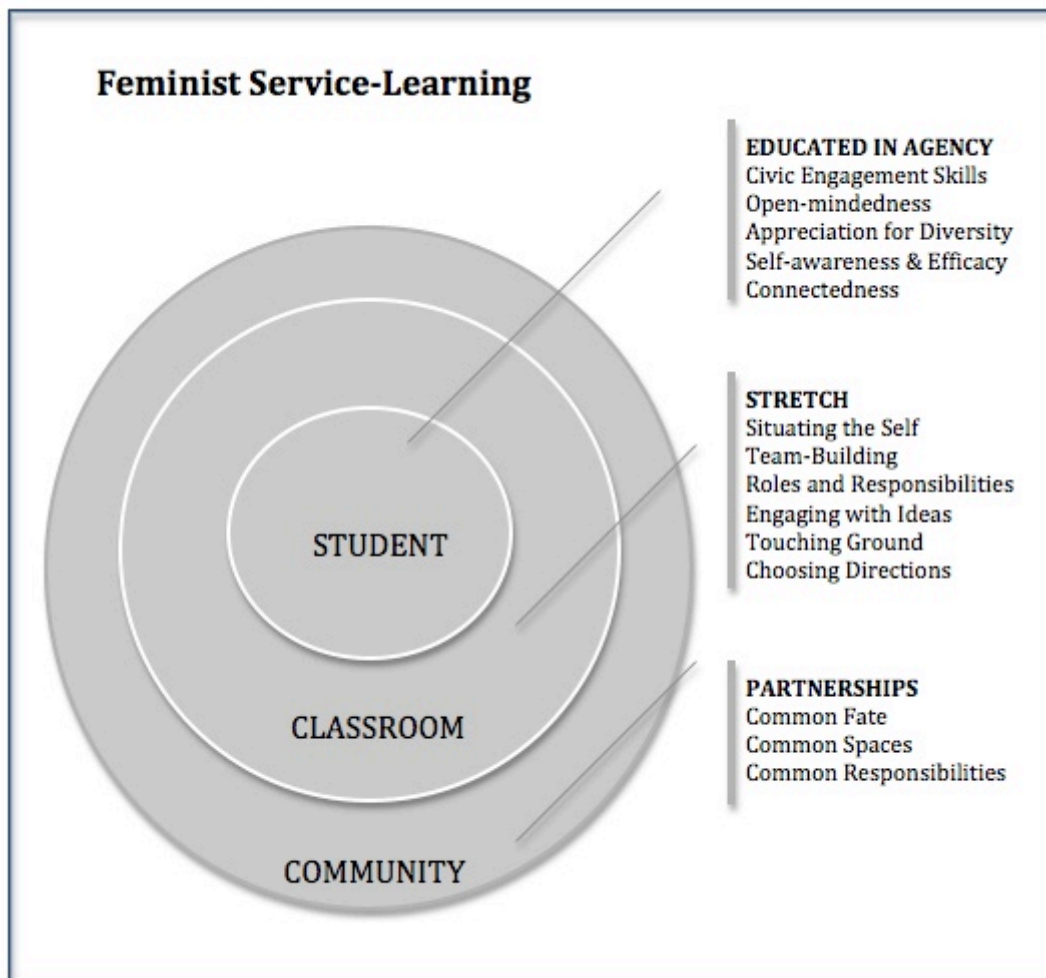 Feminist Service-Learning
EDUCATED IN AGENCY
Civic Engagement Skills
Open-mindedness
Appreciation for Diversity
Self-awareness & Efficacy
Connectedness
STRETCH
Situating the Self
Team-Building
Roles and Responsibilities
Engaging with Ideas
Touching Ground
Choosing Directions
PARTNERSHIPS
Common Fate
Common Spaces
Common Responsibilities
STUDENT
CLASSROOM
COMMUNITY